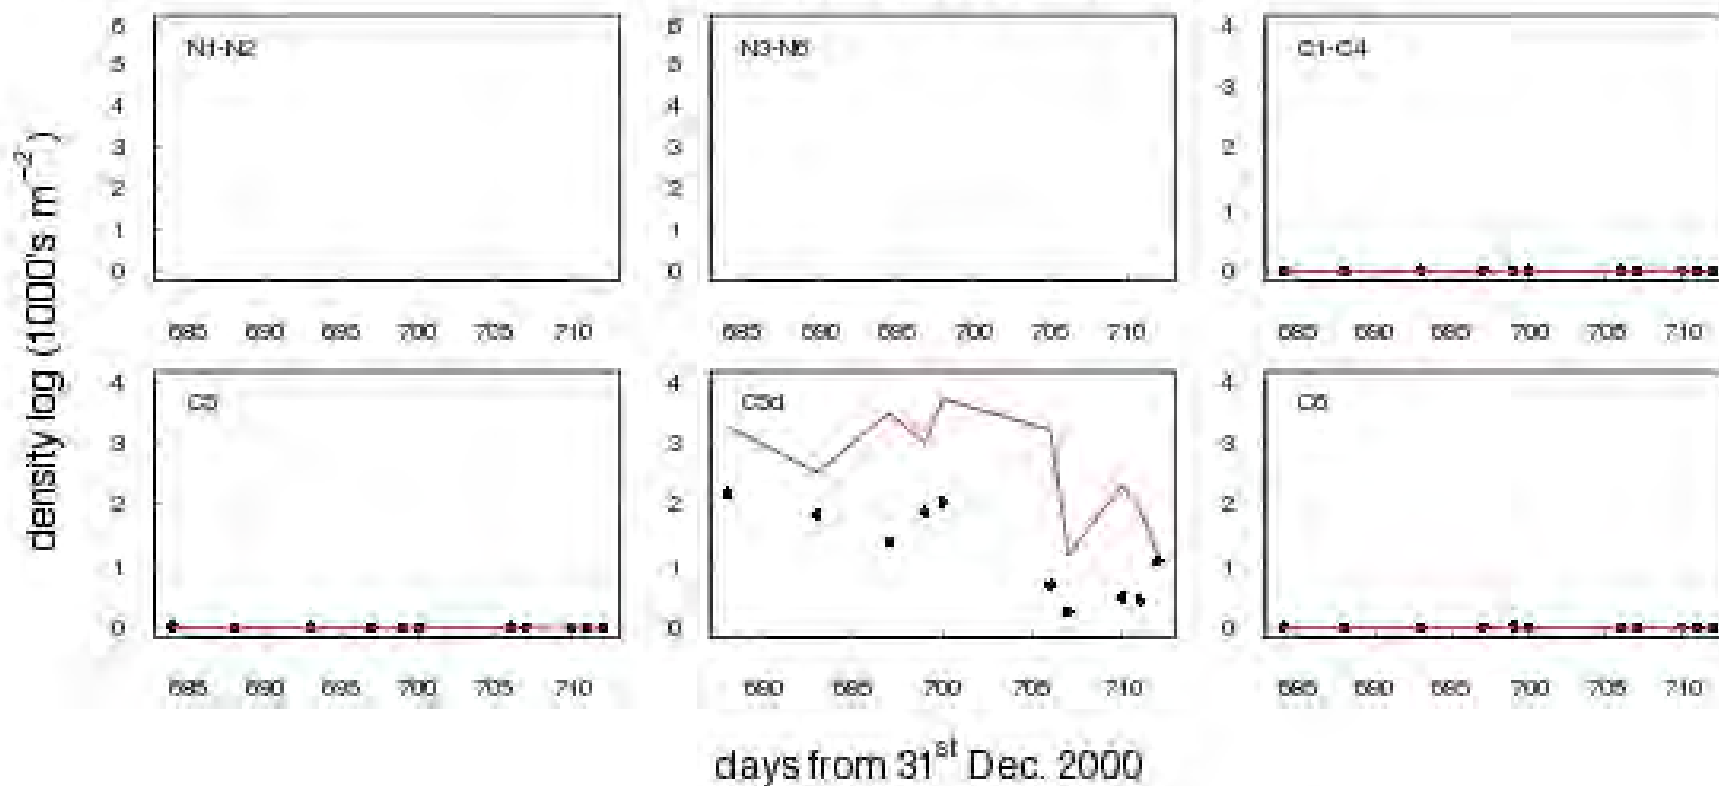 density log (1000's m⁻²)
6 5 4 3 2 1 0
N1-N2
685 690 695 700 705 710
6 5 4 3 2 1 0
N3-N6
685 690 695 700 705 710
4 3 2 1 0
C1-C4
685 690 695 700 705 710
4 3 2 1 0
C5
685 690 695 700 705 710
4 3 2 1 0
C5d
690 695 700 705 710
4 3 2 1 0
C6
685 690 695 700 705 710
days from 31st Dec. 2000